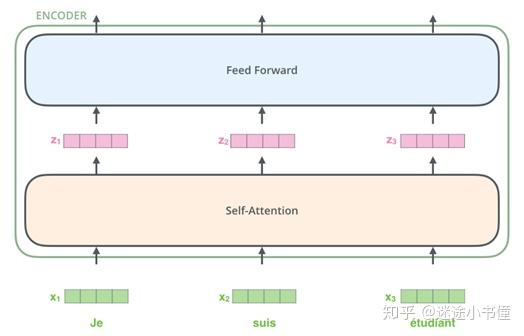 ENCODER
Feed Forward
z₁ z₂ z₃
Self-Attention
x₁ x₂ x₃
Je suis étudiant
知乎 @迷途小书僮